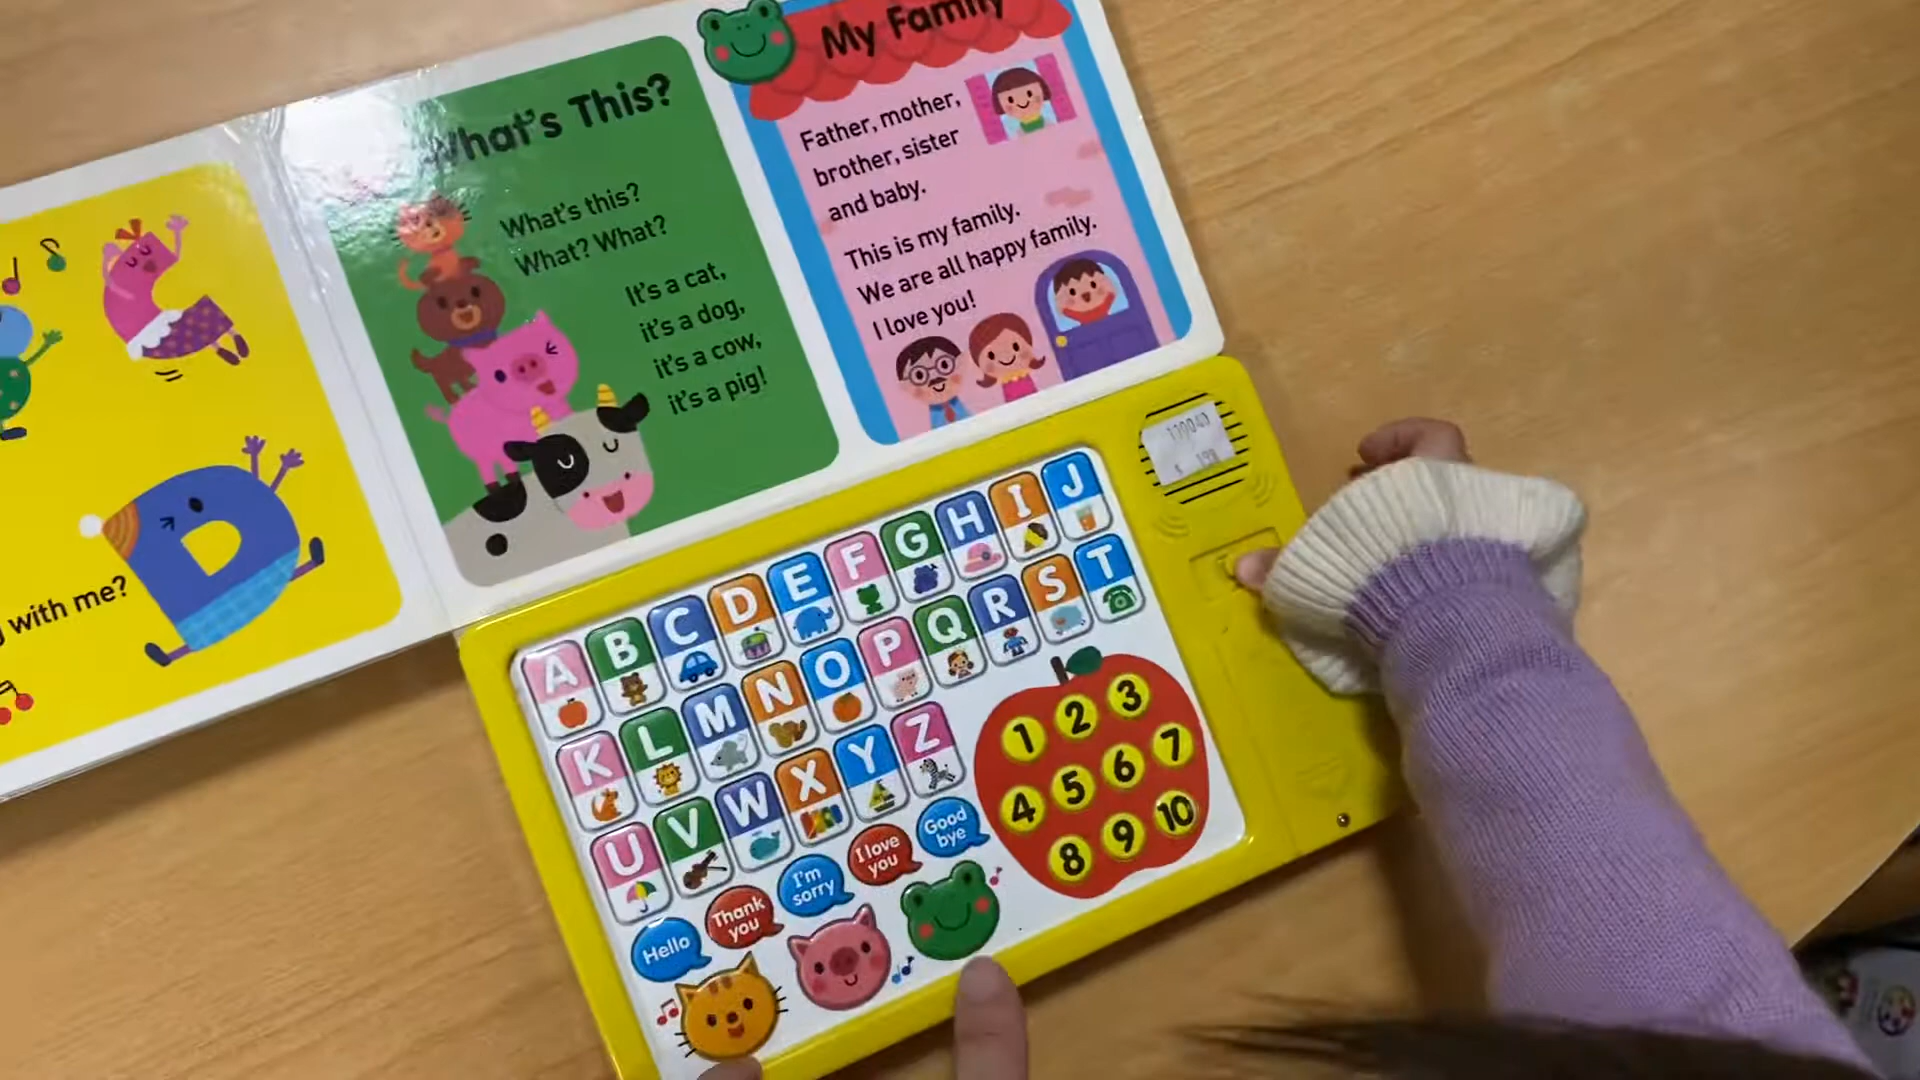 with me?
What's This?
What's this?
What? What?
It's a cat,
it's a dog,
it's a cow,
it's a pig!
My Family
Father, mother,
brother, sister
and baby.
This is my family.
We are all happy family.
I love you!
A B C D E F G H I J
K L M N O P Q R S T
U V W X Y Z
1 2 3
4 5 6 7
8 9 10
Hello
Thank
you
I'm
sorry
I love
you
Good
bye